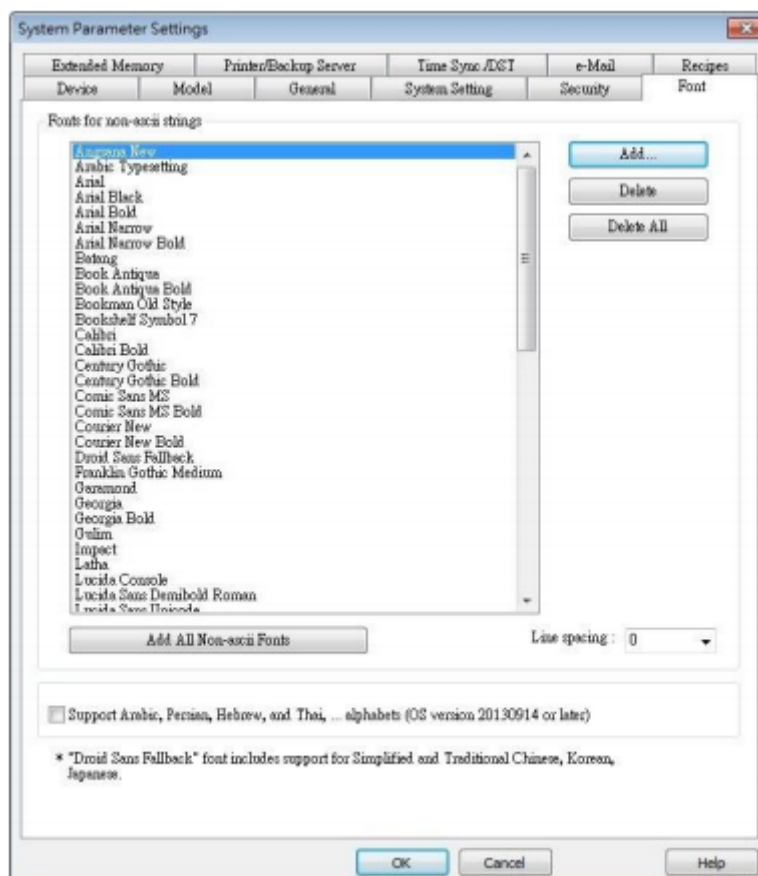 System Parameter Settings
Extended Memory Printer/Backup Server Time Sync /DST e-Mail Recipes
Device Model General System Setting Security Font
Fonts for non-ascii strings
Angsana New
Arabic Typesetting
Arial
Arial Black
Arial Bold
Arial Narrow
Arial Narrow Bold
Batang
Book Antiqua
Book Antiqua Bold
Bookman Old Style
Bookshelf Symbol 7
Calibri
Calibri Bold
Century Gothic
Century Gothic Bold
Comic Sans MS
Comic Sans MS Bold
Courier New
Courier New Bold
Droid Sans Fallback
Franklin Gothic Medium
Garamond
Georgia
Georgia Bold
Gulim
Impact
Latha
Lucida Console
Lucida Sans Demibold Roman
Lucida Sans Unicode
Add...
Delete
Delete All
Add All Non-ascii Fonts
Line spacing : 0
Support Arabic, Persian, Hebrew, and Thai, ... alphabets (OS version 20130914 or later)
* "Droid Sans Fallback" font includes support for Simplified and Traditional Chinese, Korean,
Japanese.
OK Cancel Help